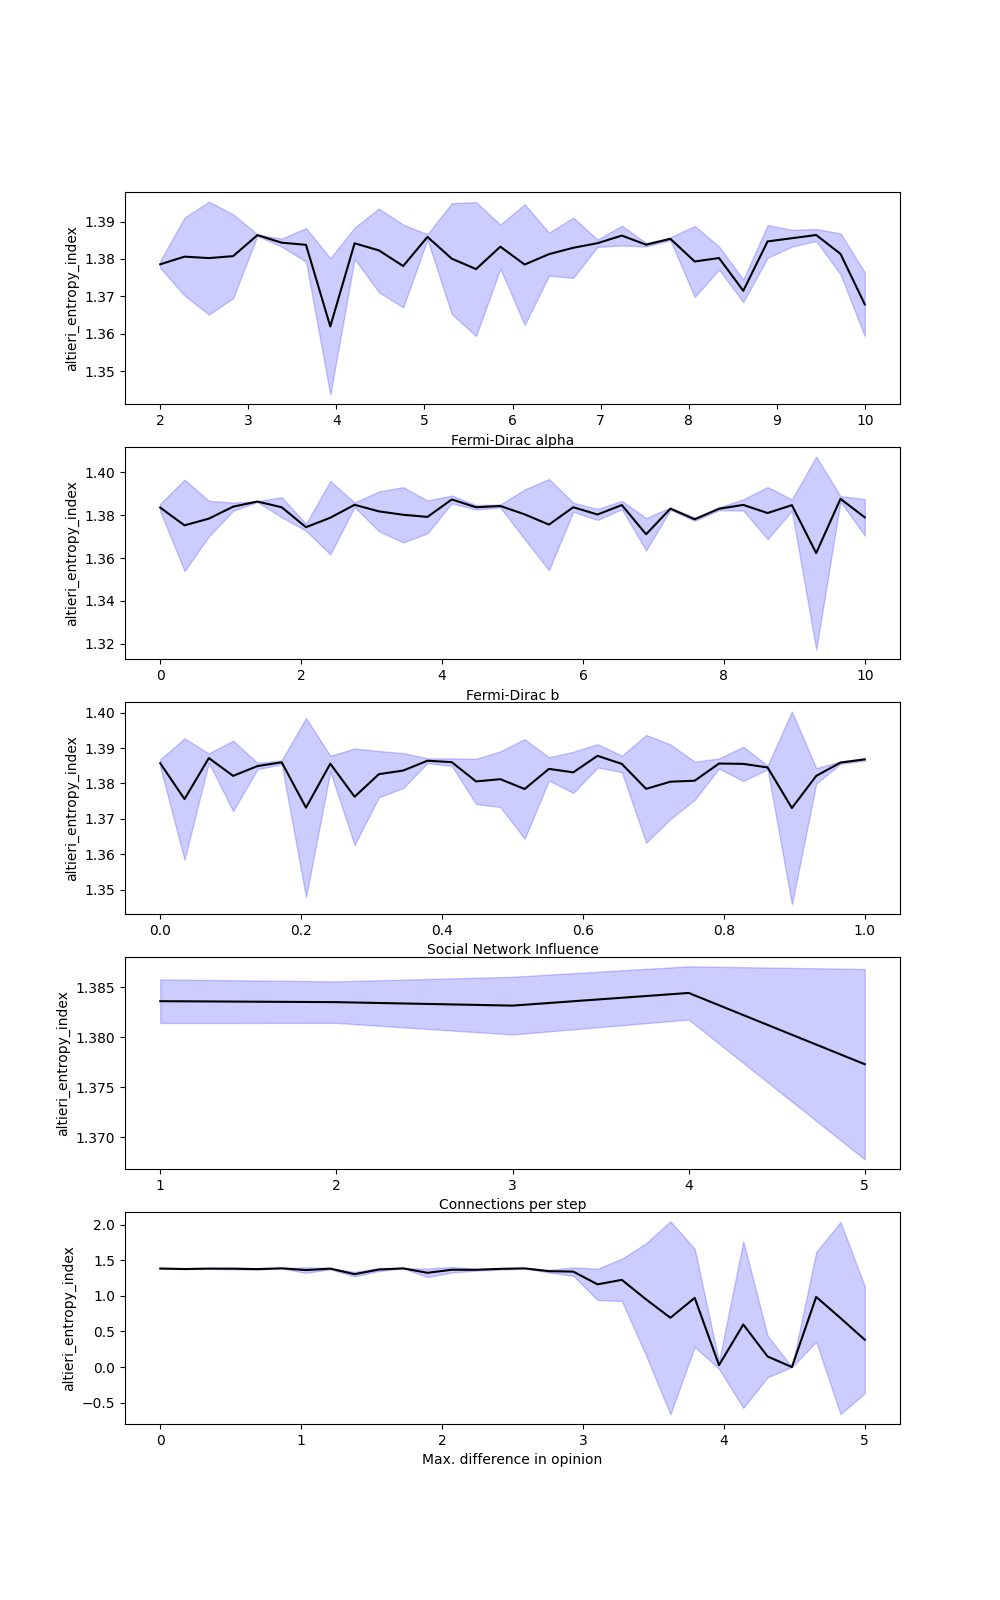 1.39
1.38
1.37
1.36
1.35
altieri_entropy_index
2 3 4 5 6 7 8 9 10
Fermi-Dirac alpha
1.40
1.38
1.36
1.34
1.32
altieri_entropy_index
0 2 4 6 8 10
Fermi-Dirac b
1.40
1.39
1.38
1.37
1.36
1.35
altieri_entropy_index
0.0 0.2 0.4 0.6 0.8 1.0
Social Network Influence
1.385
1.380
1.375
1.370
altieri_entropy_index
1 2 3 4 5
Connections per step
2.0
1.5
1.0
0.5
0.0
−0.5
altieri_entropy_index
0 1 2 3 4 5
Max. difference in opinion